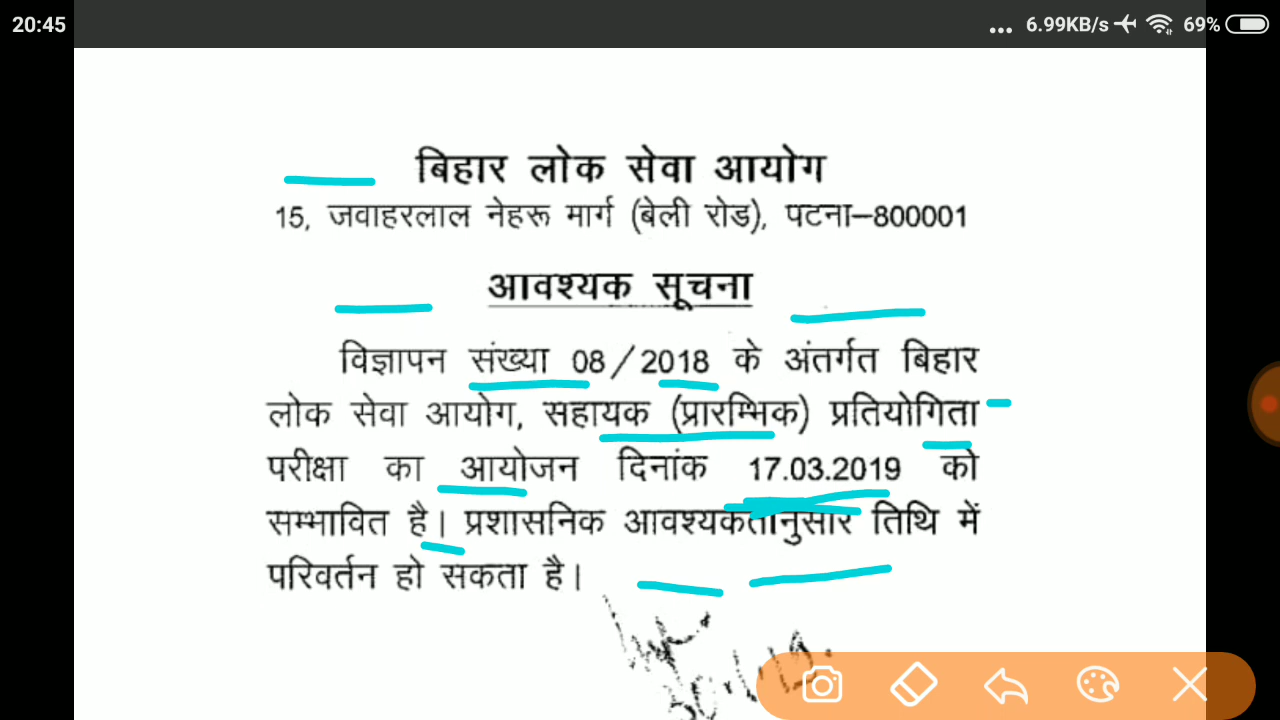 20:45
... 6.99KB/s 69%
बिहार लोक सेवा आयोग
15, जवाहरलाल नेहरू मार्ग (बेली रोड), पटना–800001
आवश्यक सूचना
विज्ञापन संख्या 08/2018 के अंतर्गत बिहार
लोक सेवा आयोग, सहायक (प्रारम्भिक) प्रतियोगिता
परीक्षा का आयोजन दिनांक 17.03.2019 को
सम्भावित है। प्रशासनिक आवश्यकतानुसार तिथि में
परिवर्तन हो सकता है।